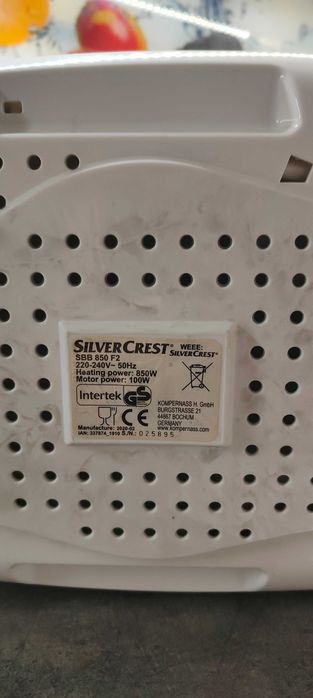 SILVERCREST® WEEE:
SBB 850 F2 SILVERCREST®
220-240V~ 50Hz
Heating power: 850W
Motor power: 100W
Intertek GS
KOMPERNASS H. GmbH
BURGSTRASSE 21
44867 BOCHUM
GERMANY
www.kompernass.com
CE
Manufacture: 2020-02
IAN: 337874_1910 S./N.: 025895